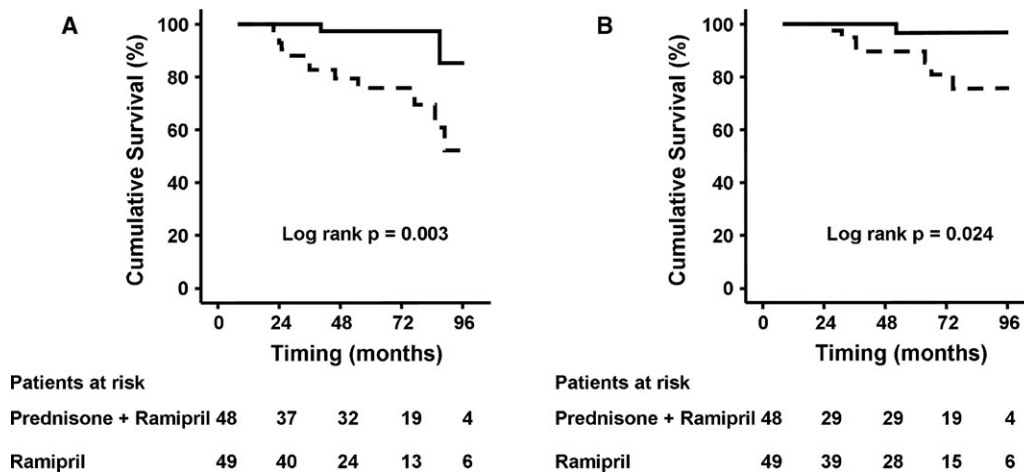 A
Cumulative Survival (%)
100
80
60
40
20
0
Log rank p = 0.003
0 24 48 72 96
Timing (months)
Patients at risk
Prednisone + Ramipril 48 37 32 19 4
Ramipril 49 40 24 13 6
B
Cumulative Survival (%)
100
80
60
40
20
0
Log rank p = 0.024
0 24 48 72 96
Timing (months)
Patients at risk
Prednisone + Ramipril 48 29 29 19 4
Ramipril 49 39 28 15 6